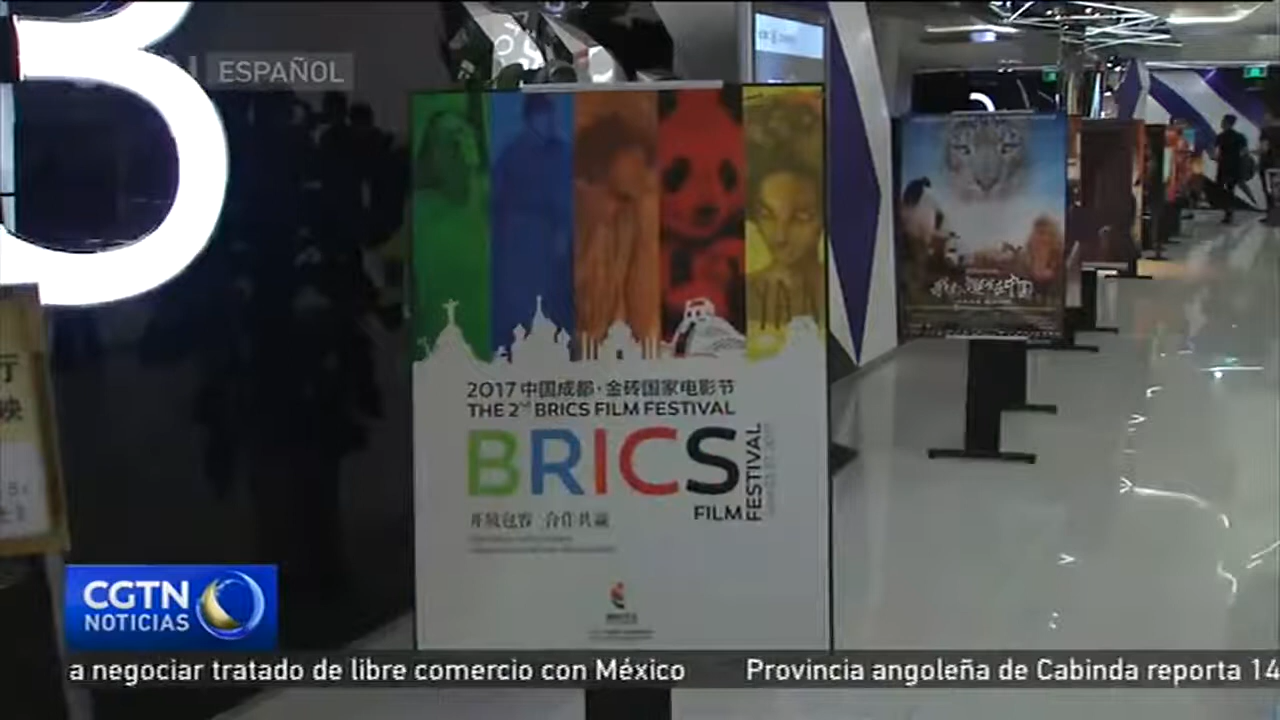 ESPAÑOL
2017 中国成都·金砖国家电影节
THE 2ND BRICS FILM FESTIVAL
BRICS
FILM FESTIVAL
开放包容 合作共赢
CGTN
NOTICIAS
a negociar tratado de libre comercio con México
Provincia angoleña de Cabinda reporta 14